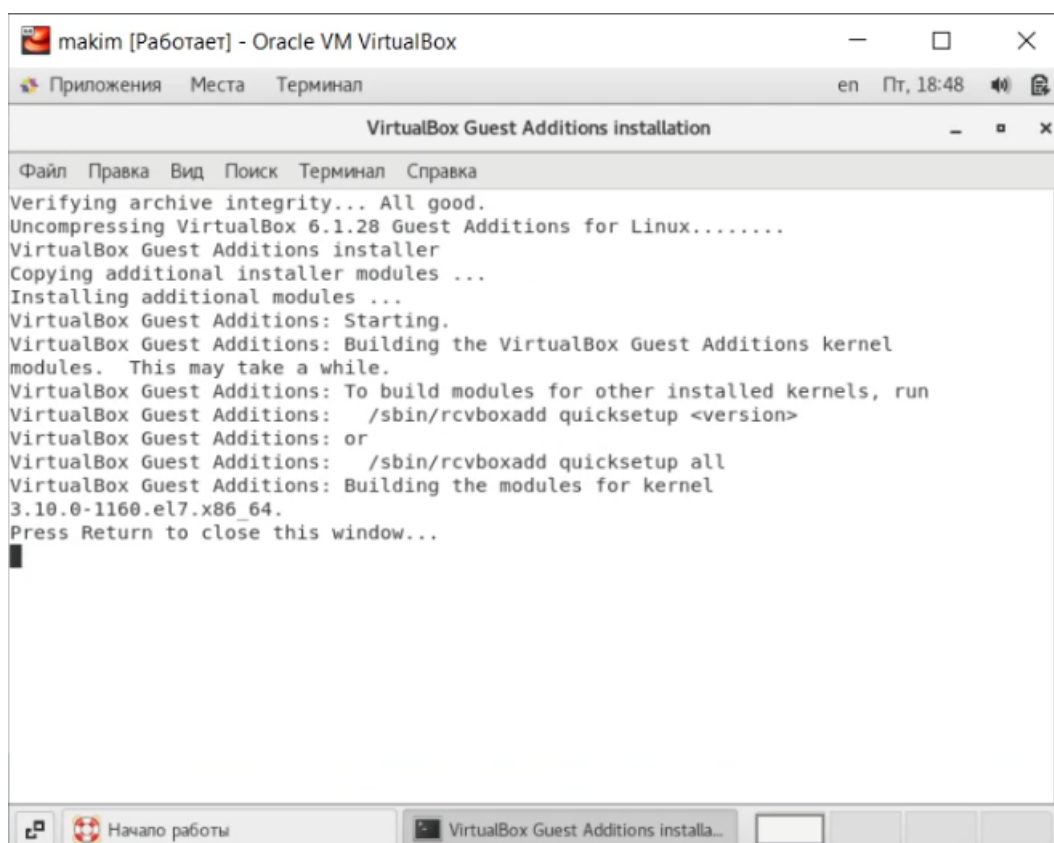 makim [Работает] - Oracle VM VirtualBox
Приложения Места Терминал en Пт, 18:48
VirtualBox Guest Additions installation
Файл Правка Вид Поиск Терминал Справка
Verifying archive integrity... All good.
Uncompressing VirtualBox 6.1.28 Guest Additions for Linux........
VirtualBox Guest Additions installer
Copying additional installer modules ...
Installing additional modules ...
VirtualBox Guest Additions: Starting.
VirtualBox Guest Additions: Building the VirtualBox Guest Additions kernel
modules.  This may take a while.
VirtualBox Guest Additions: To build modules for other installed kernels, run
VirtualBox Guest Additions:   /sbin/rcvboxadd quicksetup <version>
VirtualBox Guest Additions: or
VirtualBox Guest Additions:   /sbin/rcvboxadd quicksetup all
VirtualBox Guest Additions: Building the modules for kernel
3.10.0-1160.el7.x86_64.
Press Return to close this window...
Начало работы VirtualBox Guest Additions installa...